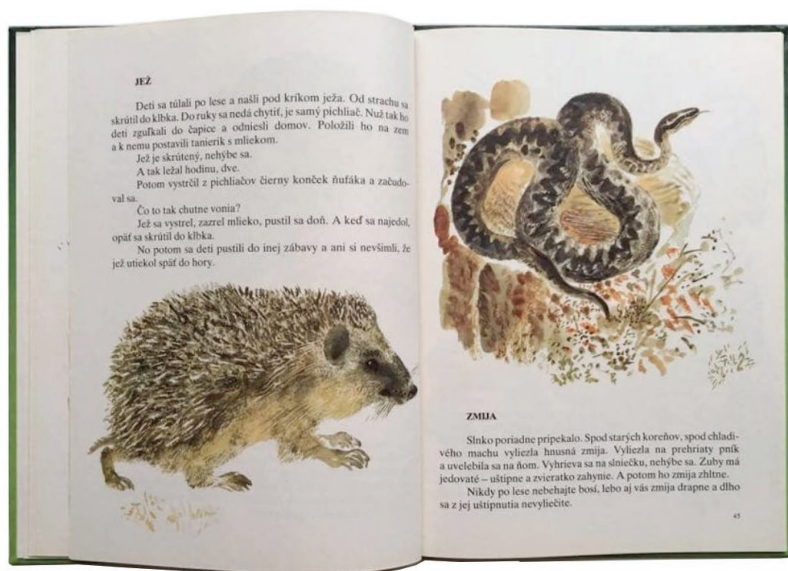 JEŽ
Deti sa túlali po lese a našli pod kríkom ježa. Od strachu sa
skrútil do klbka. Do ruky sa nedá chytiť, je samý pichliač. Nuž tak ho
deti zguľkali do čapice a odniesli domov. Položili ho na zem
a k nemu postavili tanierik s mliekom.
Jež je skrútený, nehýbe sa.
A tak ležal hodinu, dve.
Potom vystrčil z pichliačov čierny konček ňufáka a začudo-
val sa.
Čo to tak chutne vonia?
Jež sa vystrel, zazrel mlieko, pustil sa doň. A keď sa najedol,
opäť sa skrútil do klbka.
No potom sa deti pustili do inej zábavy a ani si nevšimli, že
jež utiekol späť do hory.
ZMIJA
Slnko poriadne pripekalo. Spod starých koreňov, spod chladi-
vého machu vyliezla hnusná zmija. Vyliezla na prehriaty pník
a uvelebila sa na ňom. Vyhrieva sa na slniečku, nehýbe sa. Zuby má
jedovaté – uštipne a zvieratko zahynie. A potom ho zmija zhltne.
Nikdy po lese nebehajte bosí, lebo aj vás zmija drapne a dlho
sa z jej uštipnutia nevyliečite.
45